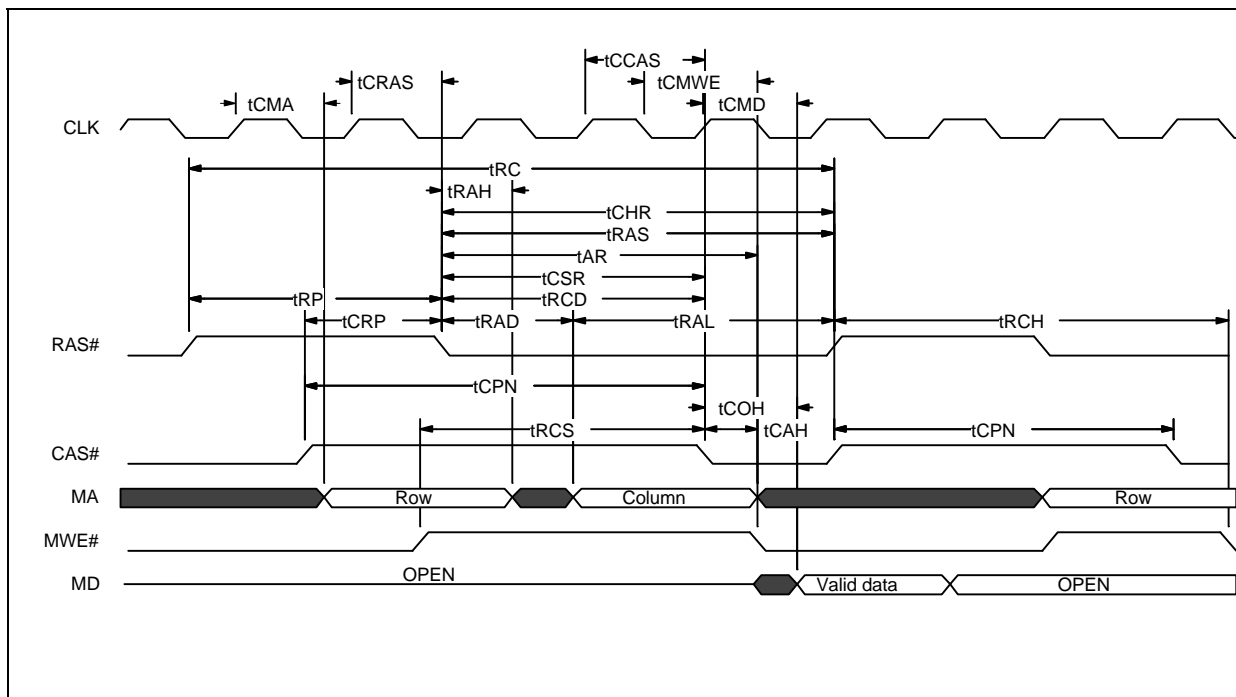 tCCAS
tCRAS
tCMWE
tCMA
tCMD
CLK
tRC
tRAH
tCHR
tRAS
tAR
tCSR
tRP
tRCD
tCRP
tRAD
tRAL
tRCH
RAS#
tCPN
tCOH
tRCS
tCAH
tCPN
CAS#
MA
Row
Column
Row
MWE#
OPEN
MD
Valid data
OPEN